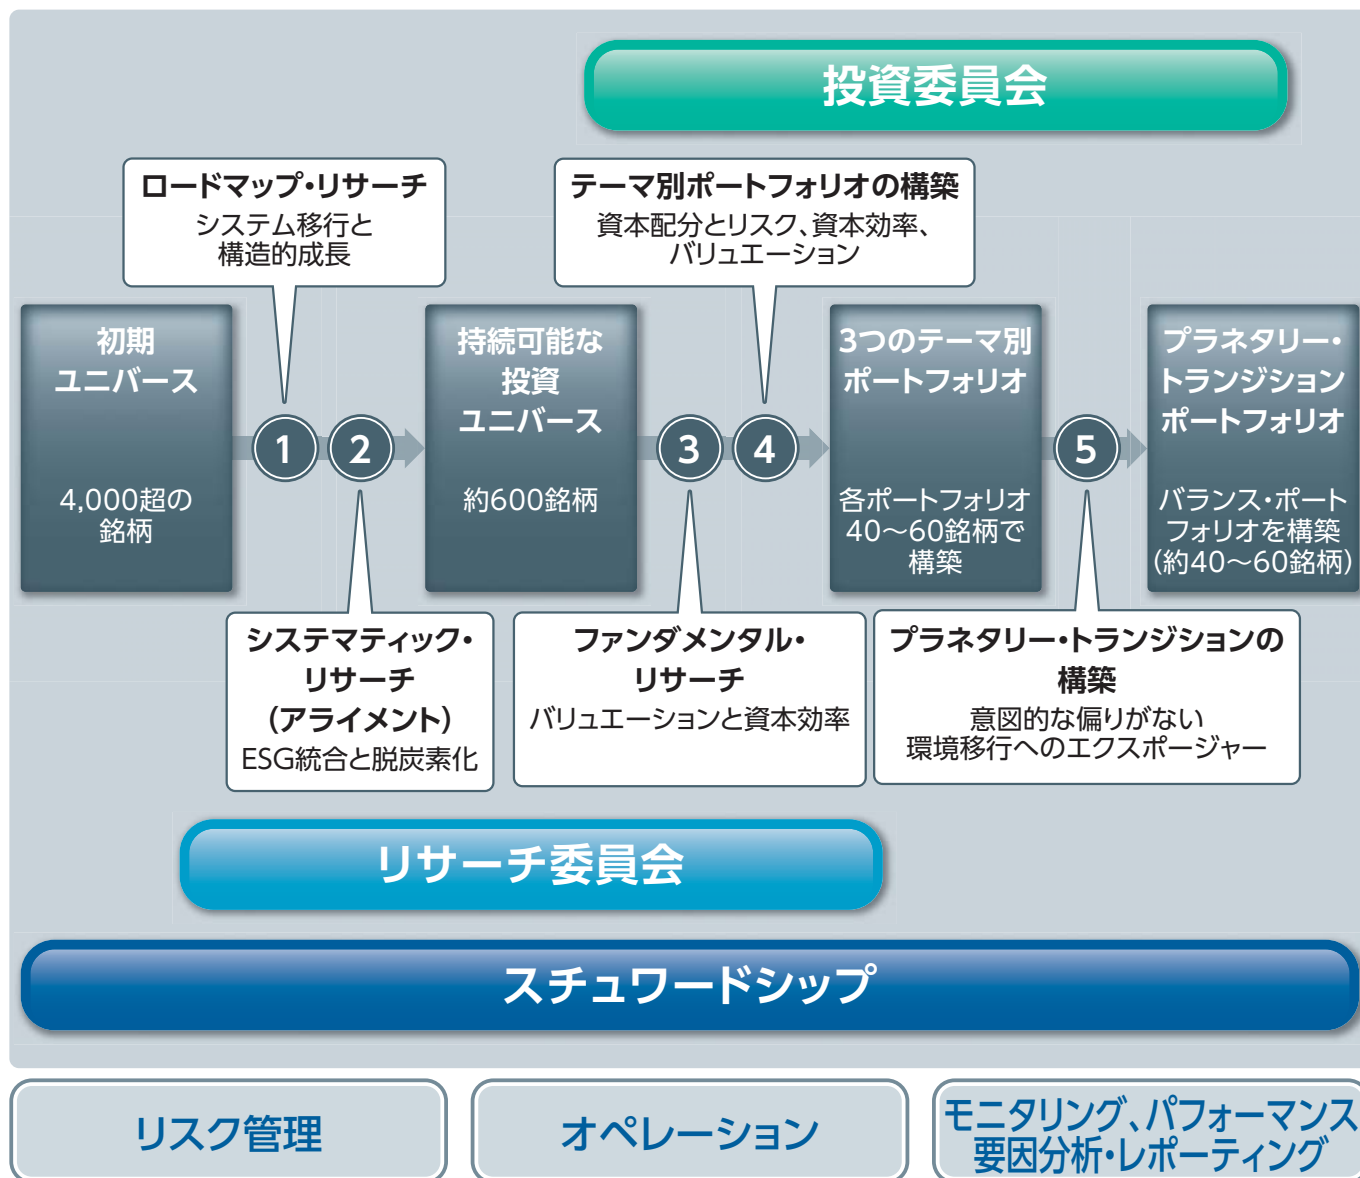 投資委員会
ロードマップ・リサーチ
システム移行と
構造的成長
テーマ別ポートフォリオの構築
資本配分とリスク、資本効率、
バリュエーション
初期
ユニバース
4,000超の
銘柄
1
2
持続可能な
投資
ユニバース
約600銘柄
3
4
3つのテーマ別
ポートフォリオ
各ポートフォリオ
40～60銘柄で
構築
5
プラネタリー・
トランジション
ポートフォリオ
バランス・ポート
フォリオを構築
(約40～60銘柄)
システマティック・
リサーチ
(アライメント)
ESG統合と脱炭素化
ファンダメンタル・
リサーチ
バリュエーションと資本効率
プラネタリー・トランジションの
構築
意図的な偏りがない
環境移行へのエクスポージャー
リサーチ委員会
スチュワードシップ
リスク管理
オペレーション
モニタリング、パフォーマンス
要因分析・レポーティング